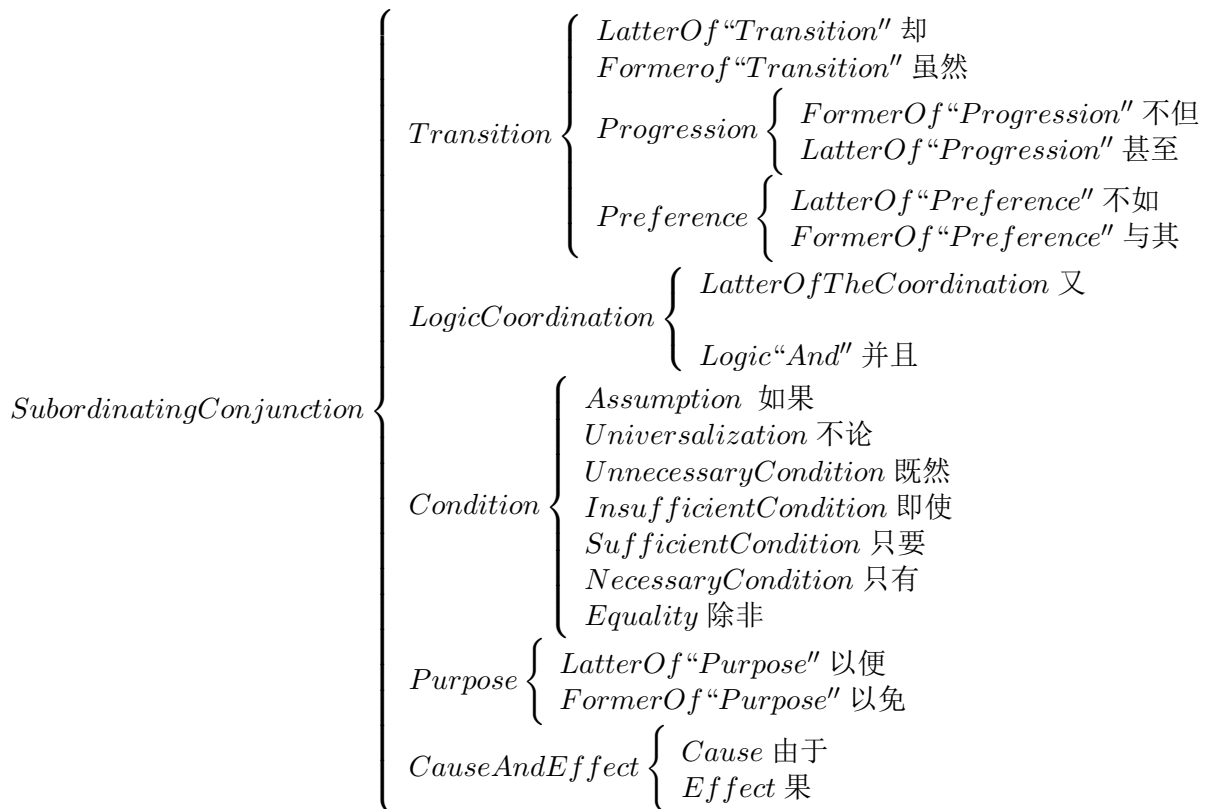 LatterOf“Transition″ 却
Formerof“Transition″ 虽然
FormerOf“Progression″ 不但
Progression
LatterOf“Progression″ 甚至
Transition
LatterOf“Preference″ 不如
Preference
FormerOf“Preference″ 与其
LatterOfTheCoordination 又
LogicCoordination
Logic“And″ 并且
SubordinatingConjunction
Assumption 如果
Universalization 不论
UnnecessaryCondition 既然
Condition
InsufficientCondition 即使
SufficientCondition 只要
NecessaryCondition 只有
Equality 除非
LatterOf“Purpose″ 以便
Purpose
FormerOf“Purpose″ 以免
Cause 由于
CauseAndEffect
Effect 果